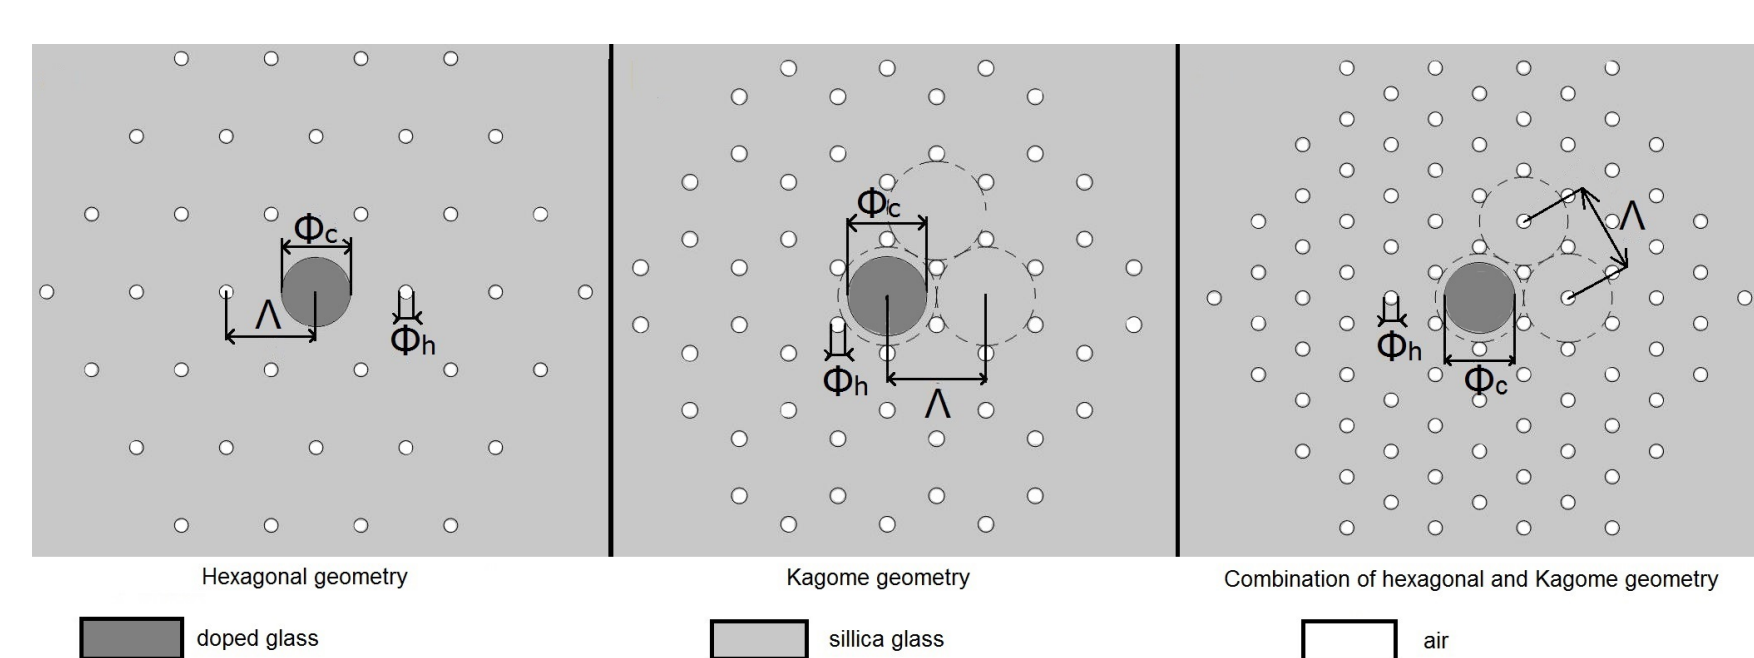 Φc
Λ
Φh
Φc
Φh
Λ
Λ
Φh
Φc
Hexagonal geometry
Kagome geometry
Combination of hexagonal and Kagome geometry
doped glass
sillica glass
air